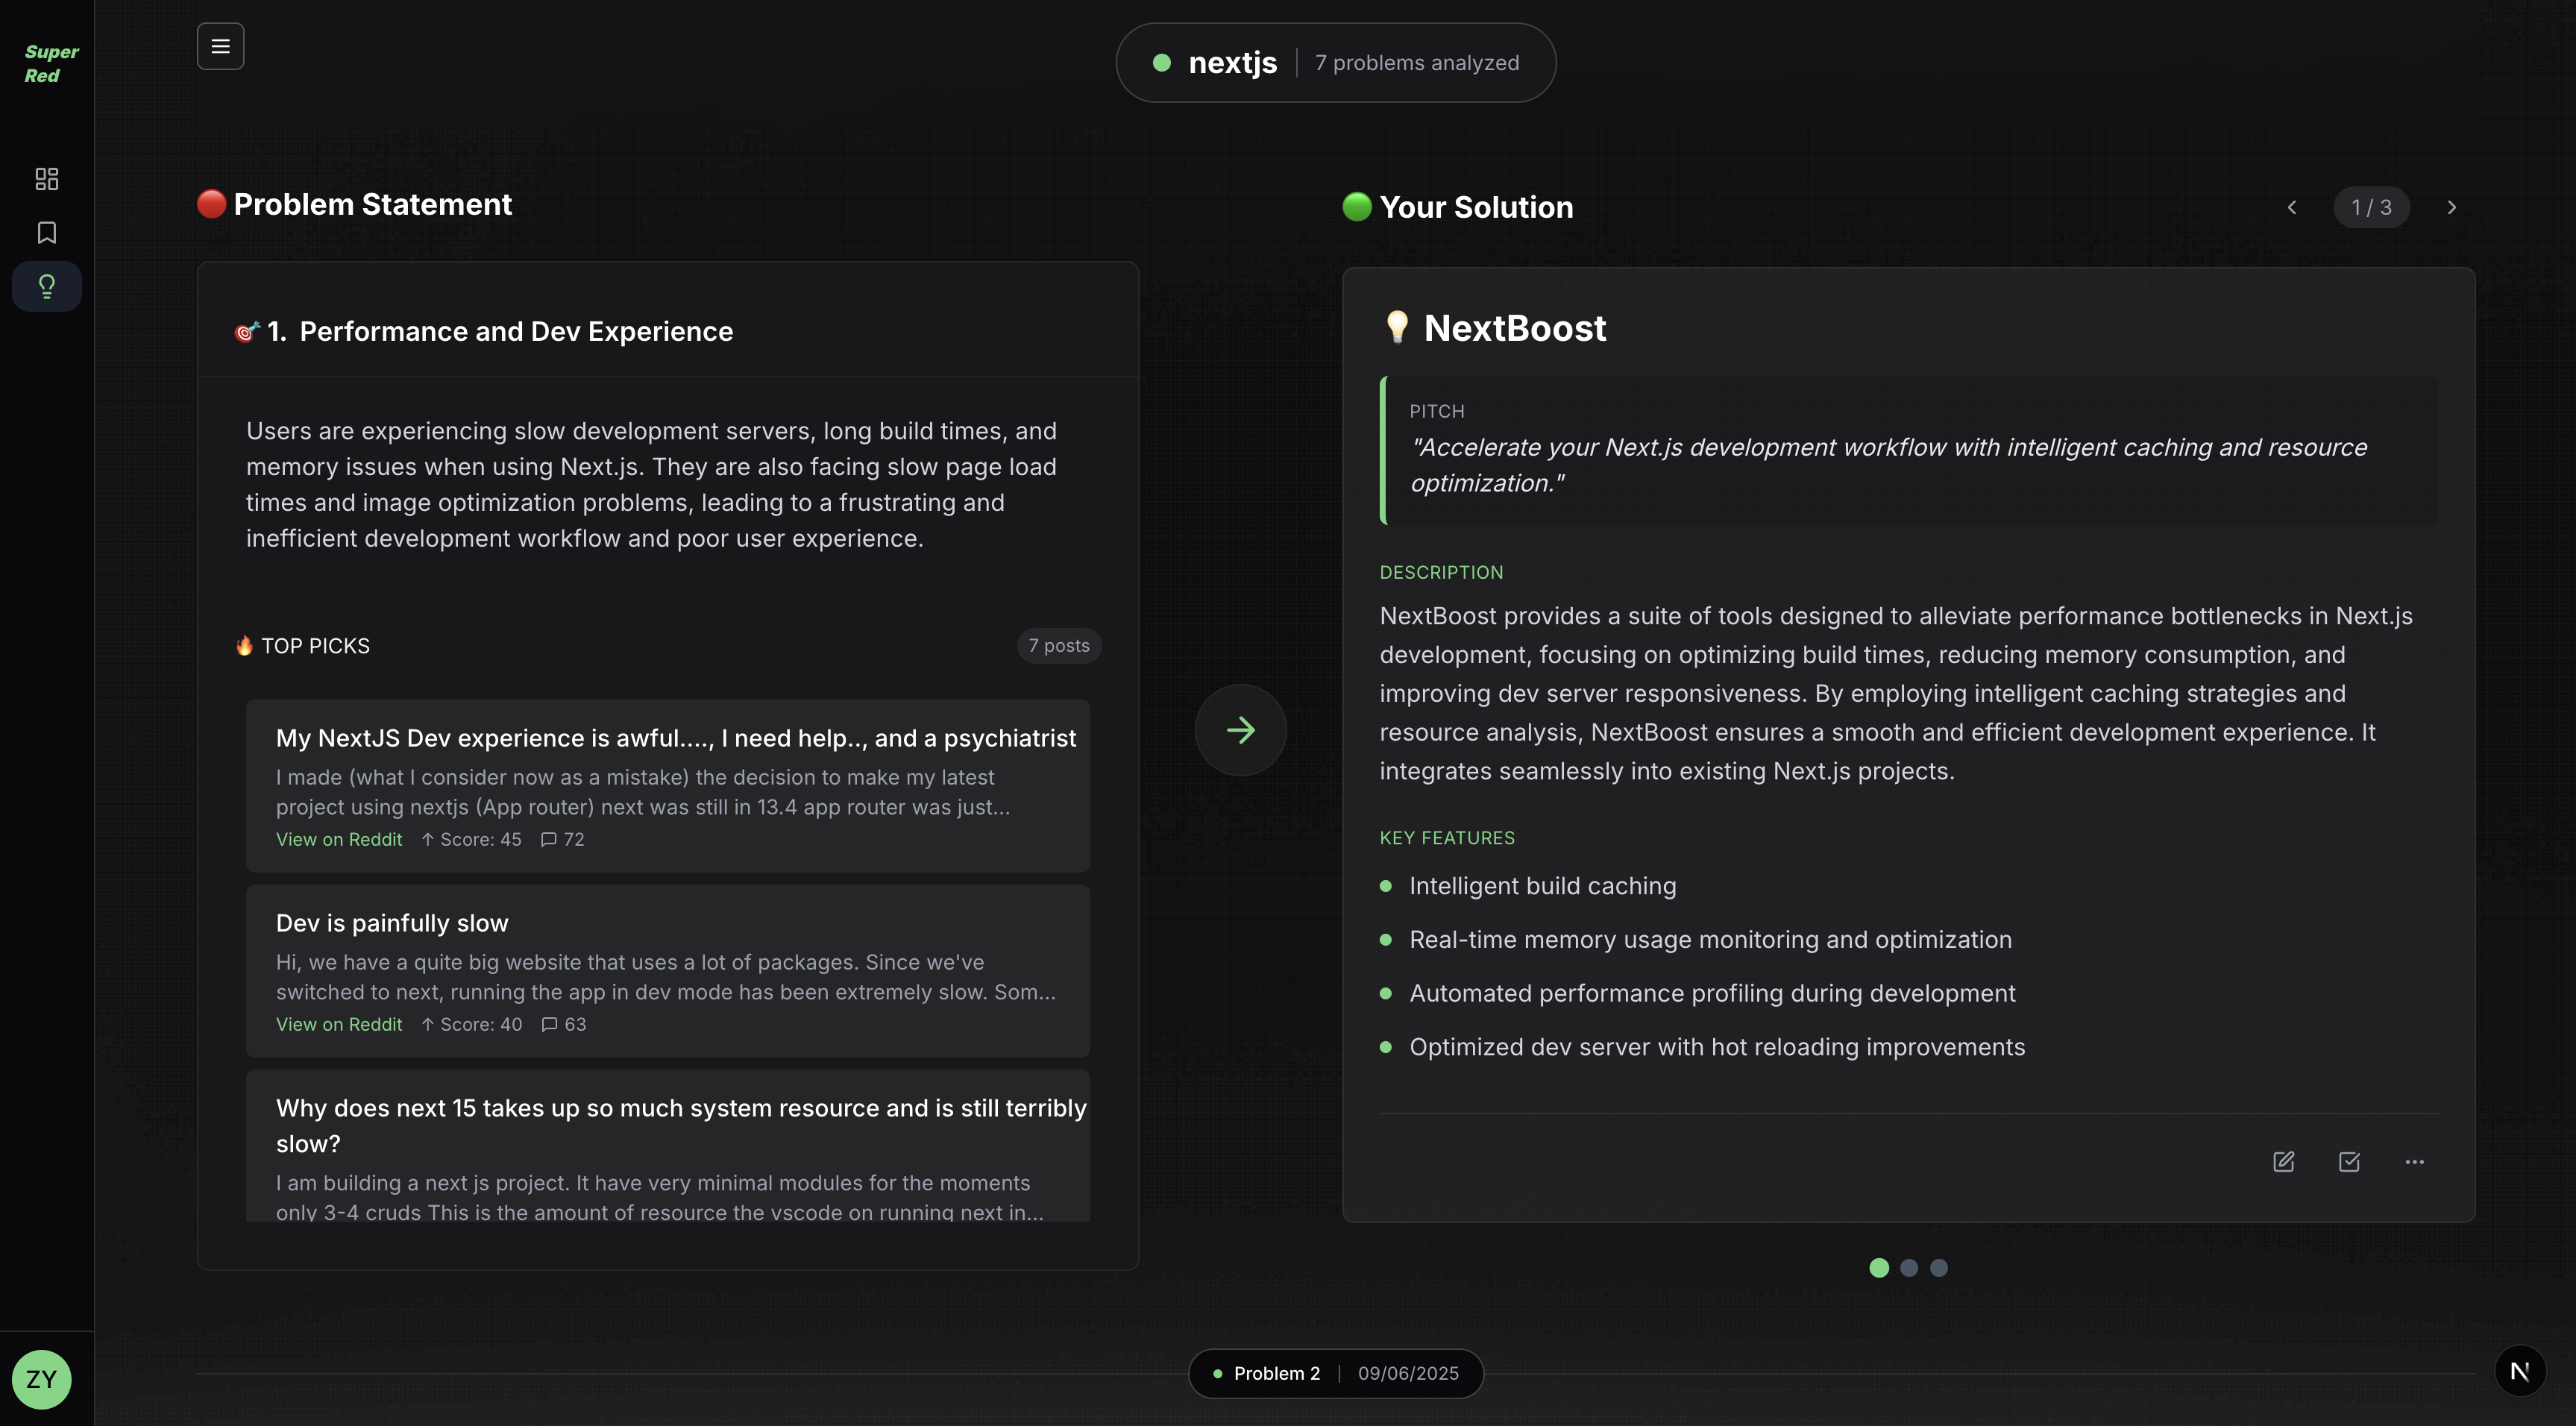 Super
Red
nextjs
7 problems analyzed
Problem Statement
1. Performance and Dev Experience
Users are experiencing slow development servers, long build times, and
memory issues when using Next.js. They are also facing slow page load
times and image optimization problems, leading to a frustrating and
inefficient development workflow and poor user experience.
TOP PICKS
7 posts
My NextJS Dev experience is awful...., I need help.., and a psychiatrist
I made (what I consider now as a mistake) the decision to make my latest
project using nextjs (App router) next was still in 13.4 app router was just...
View on Reddit ↑ Score: 45 72
Dev is painfully slow
Hi, we have a quite big website that uses a lot of packages. Since we've
switched to next, running the app in dev mode has been extremely slow. Som...
View on Reddit ↑ Score: 40 63
Why does next 15 takes up so much system resource and is still terribly
slow?
I am building a next js project. It have very minimal modules for the moments
only 3-4 cruds This is the amount of resource the vscode on running next in...
Your Solution
1 / 3
NextBoost
PITCH
"Accelerate your Next.js development workflow with intelligent caching and resource
optimization."
DESCRIPTION
NextBoost provides a suite of tools designed to alleviate performance bottlenecks in Next.js
development, focusing on optimizing build times, reducing memory consumption, and
improving dev server responsiveness. By employing intelligent caching strategies and
resource analysis, NextBoost ensures a smooth and efficient development experience. It
integrates seamlessly into existing Next.js projects.
KEY FEATURES
Intelligent build caching
Real-time memory usage monitoring and optimization
Automated performance profiling during development
Optimized dev server with hot reloading improvements
Problem 2
09/06/2025
ZY
N